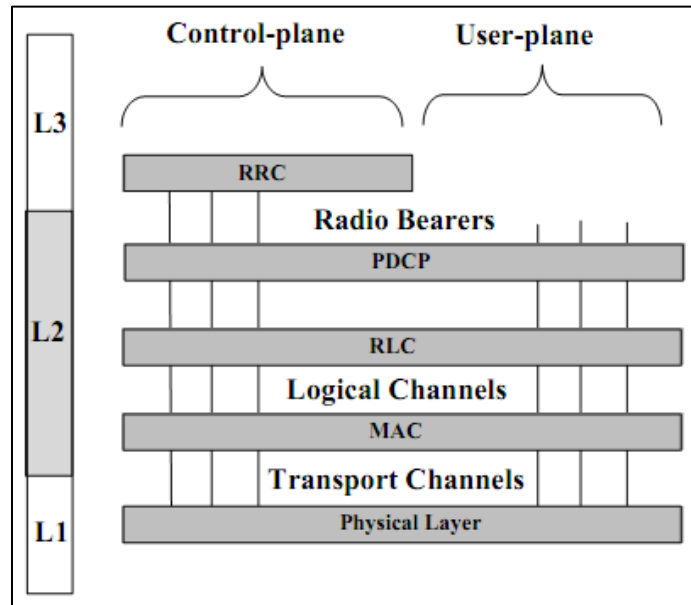 Control-plane
User-plane
L3
RRC
Radio Bearers
PDCP
L2
RLC
Logical Channels
MAC
Transport Channels
L1
Physical Layer